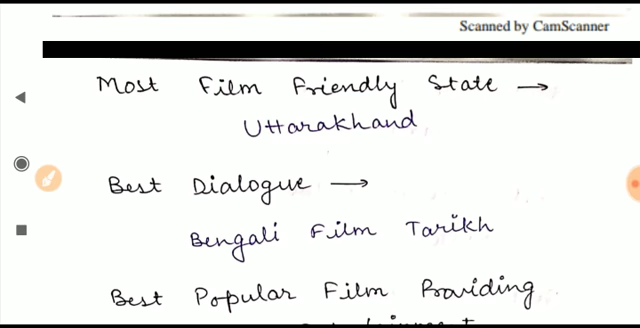 Scanned by CamScanner
Most Film Friendly State →
Uttarakhand
Best Dialogue →
Bengali Film Tarikh
Best Popular Film Providing